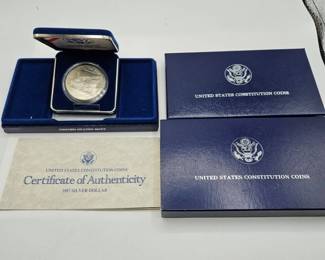 UNITED STATES CONSTITUTION COINS
UNITED STATES CONSTITUTION COINS
UNITED STATES CONSTITUTION COINS
Certificate of Authenticity
1987 SILVER DOLLAR